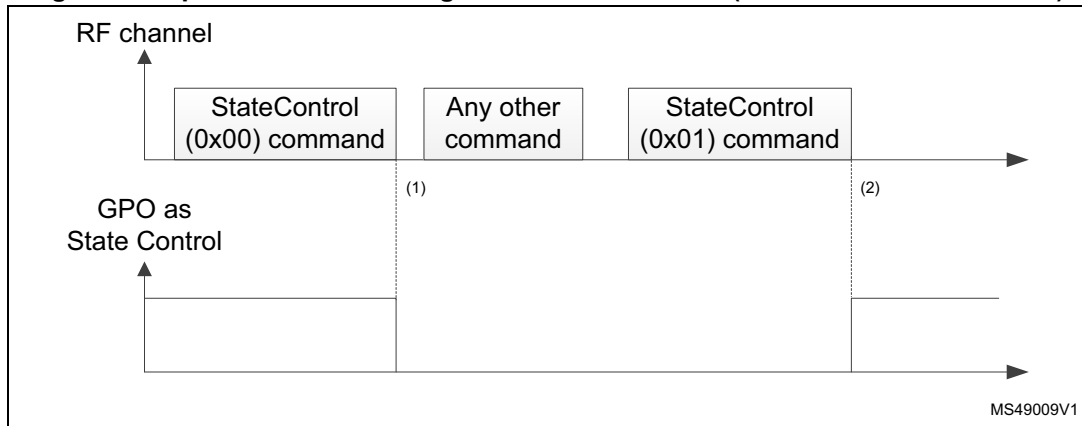 RF channel
StateControl
(0x00) command
Any other
command
StateControl
(0x01) command
(1)
(2)
GPO as
State Control
MS49009V1